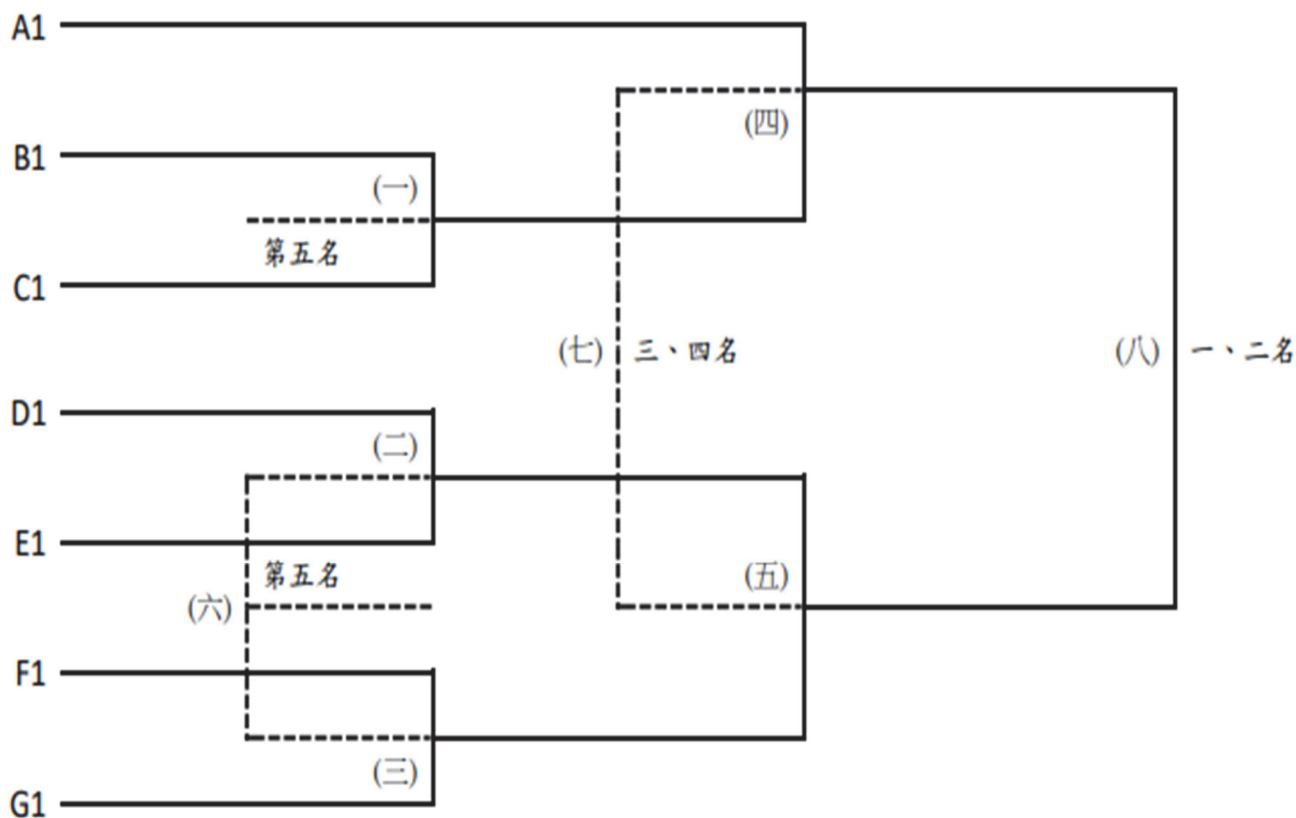 A1
(四)
B1
(一)
第五名
C1
(七) 三、四名
(八) 一、二名
D1
(二)
E1
第五名
(五)
(六)
F1
(三)
G1